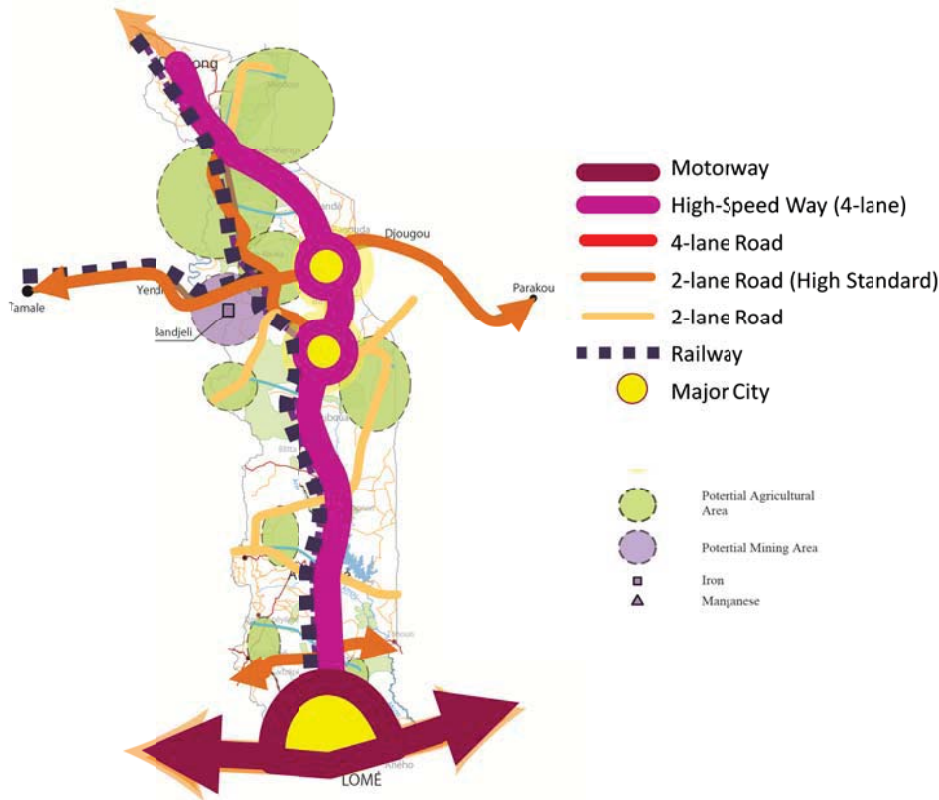 ong
Djougou
Parakou
Tamale
Yendi
Bandjeli
LOMÉ
Motorway
High-Speed Way (4-lane)
4-lane Road
2-lane Road (High Standard)
2-lane Road
Railway
Major City
Potential Agricultural
Area
Potential Mining Area
Iron
Manganese